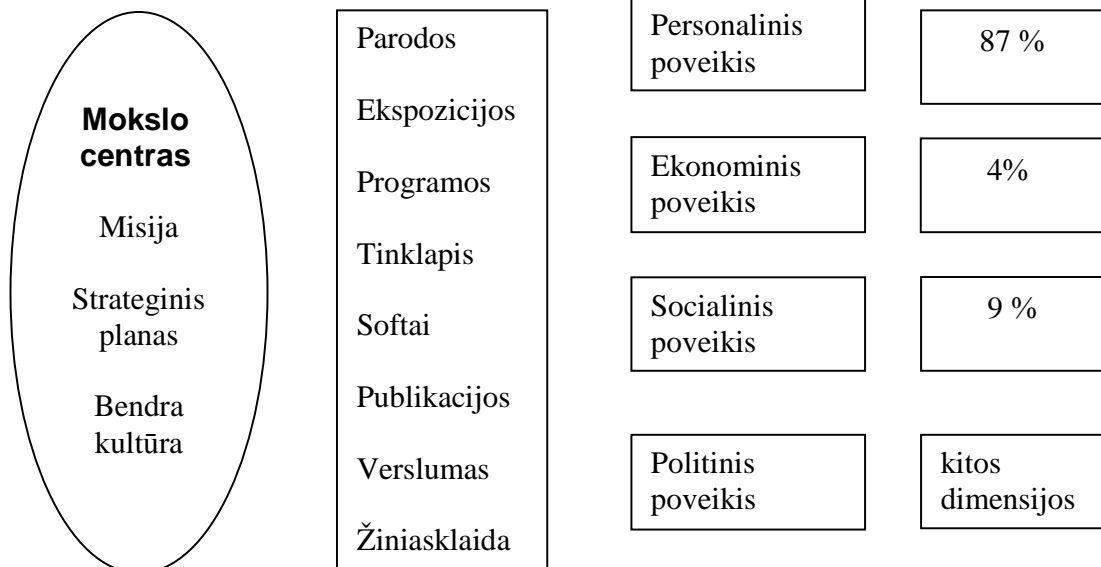 Mokslo
centras
Misija
Strateginis
planas
Bendra
kultūra
Parodos
Ekspozicijos
Programos
Tinklapis
Softai
Publikacijos
Verslumas
Žiniasklaida
Personalinis
poveikis
87 %
Ekonominis
poveikis
4%
Socialinis
poveikis
9 %
Politinis
poveikis
kitos
dimensijos